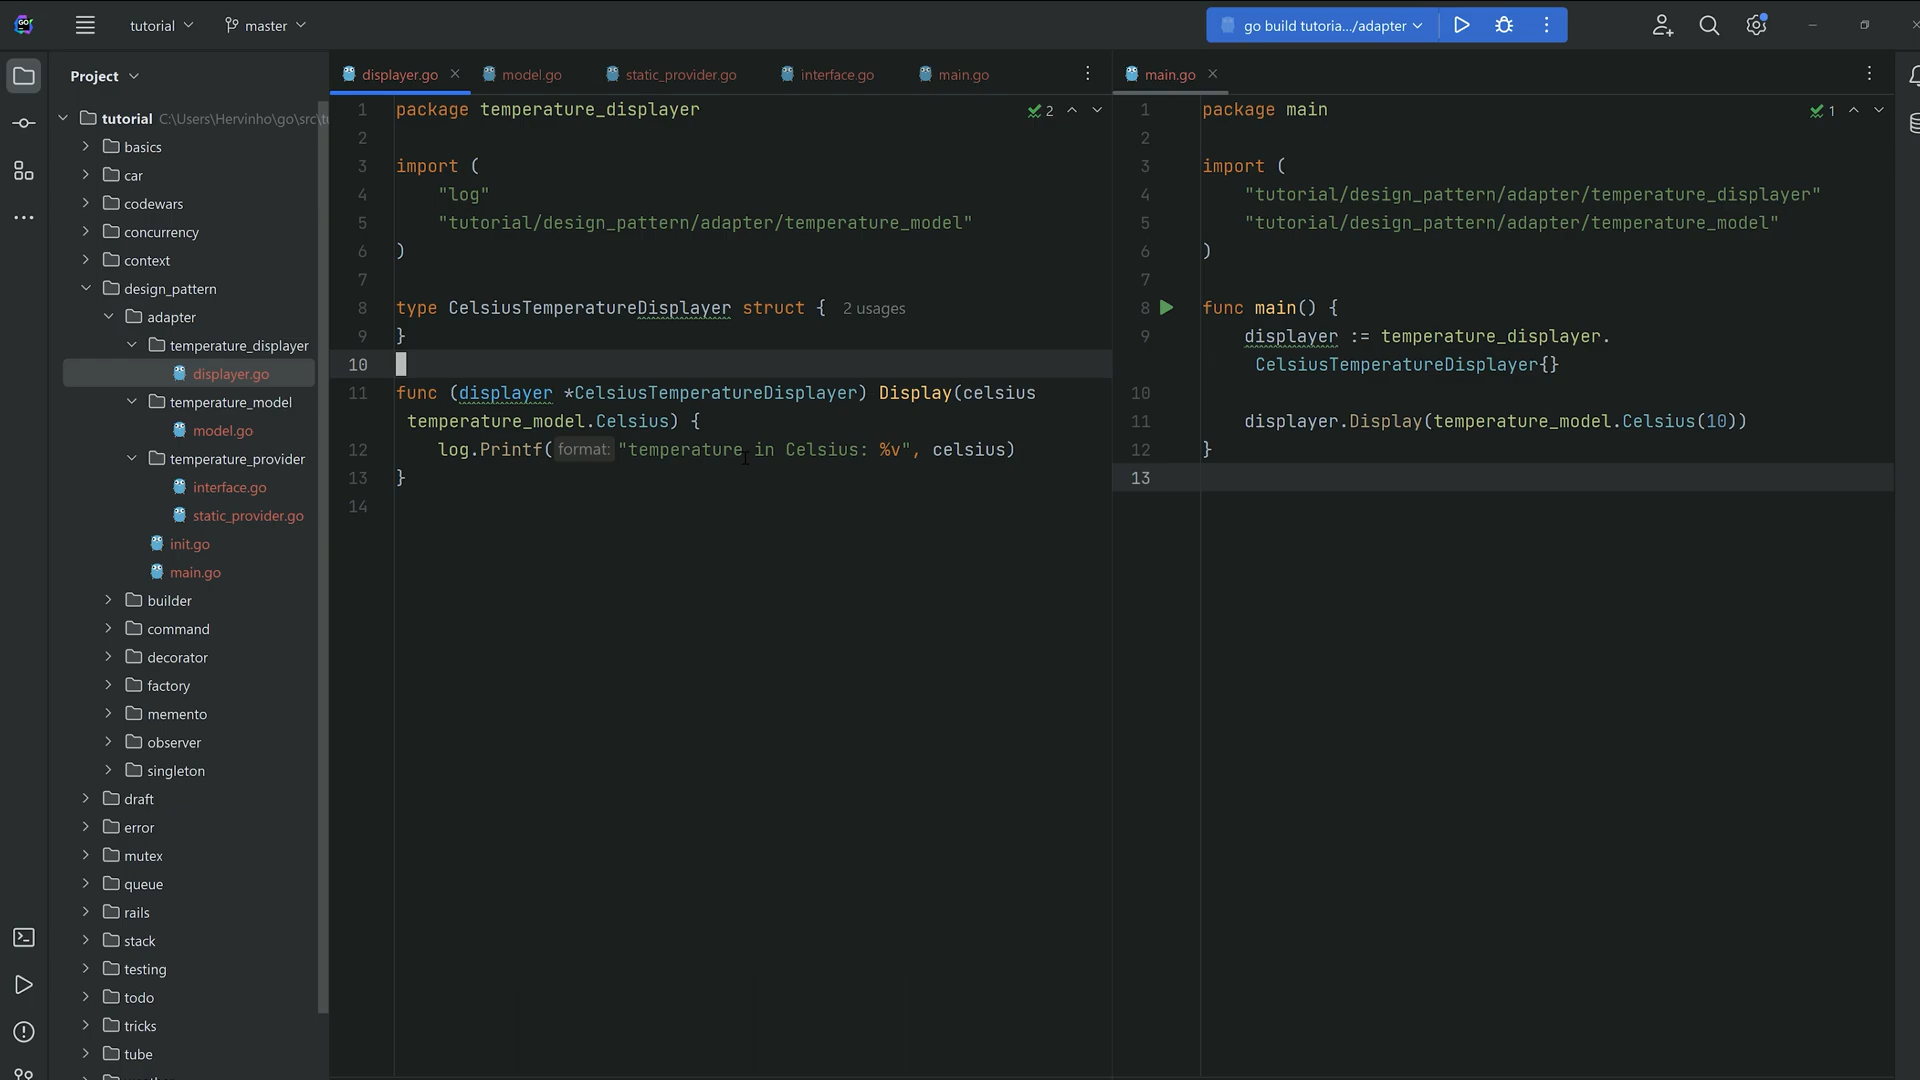 GO
tutorial
master
go build tutoria.../adapter
Project
tutorial C:\Users\Hervinho\go\src\tu
basics
car
codewars
concurrency
context
design_pattern
adapter
temperature_displayer
displayer.go
temperature_model
model.go
temperature_provider
interface.go
static_provider.go
init.go
main.go
builder
command
decorator
factory
memento
observer
singleton
draft
error
mutex
queue
rails
stack
testing
todo
tricks
tube
displayer.go
model.go
static_provider.go
interface.go
main.go
1 package temperature_displayer
2
2
3 import (
4 "log"
5 "tutorial/design_pattern/adapter/temperature_model"
6 )
7
8 type CelsiusTemperatureDisplayer struct { 2 usages
9 }
10
11 func (displayer *CelsiusTemperatureDisplayer) Display(celsius
temperature_model.Celsius) {
12 log.Printf(format: "temperature in Celsius: %v", celsius)
13 }
14
main.go
1 package main
1
2
3 import (
4 "tutorial/design_pattern/adapter/temperature_displayer"
5 "tutorial/design_pattern/adapter/temperature_model"
6 )
7
8 func main() {
9 displayer := temperature_displayer.
CelsiusTemperatureDisplayer{}
10
11 displayer.Display(temperature_model.Celsius(10))
12 }
13